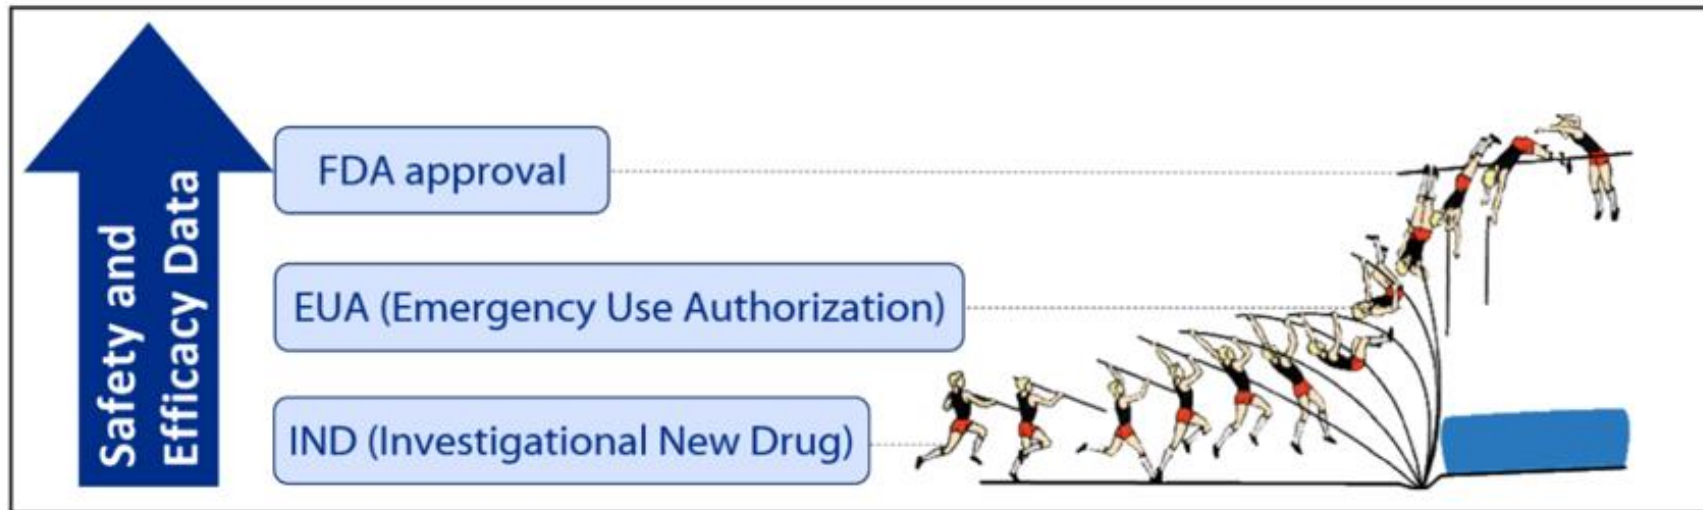 Safety and
Efficacy Data
FDA approval
EUA (Emergency Use Authorization)
IND (Investigational New Drug)